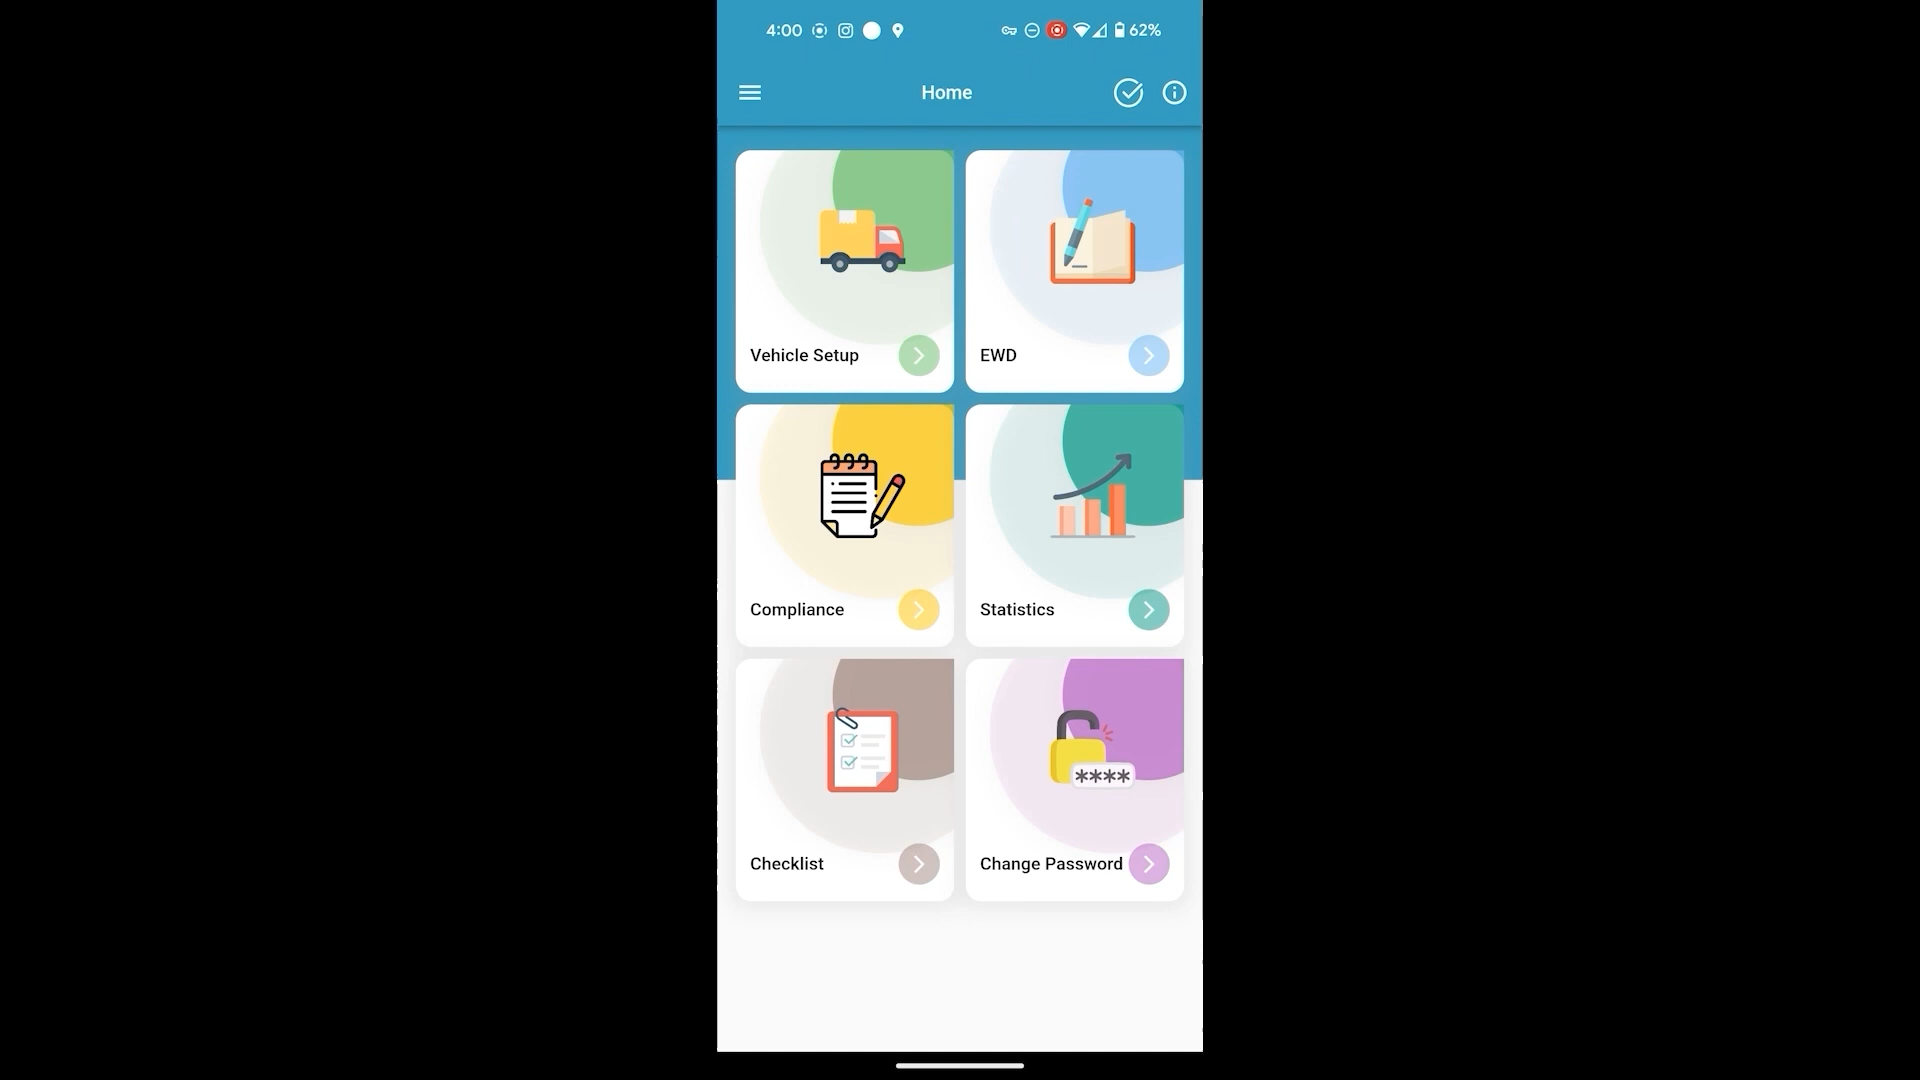 4:00 62%
Home
Vehicle Setup
EWD
Compliance
Statistics
****
Checklist
Change Password